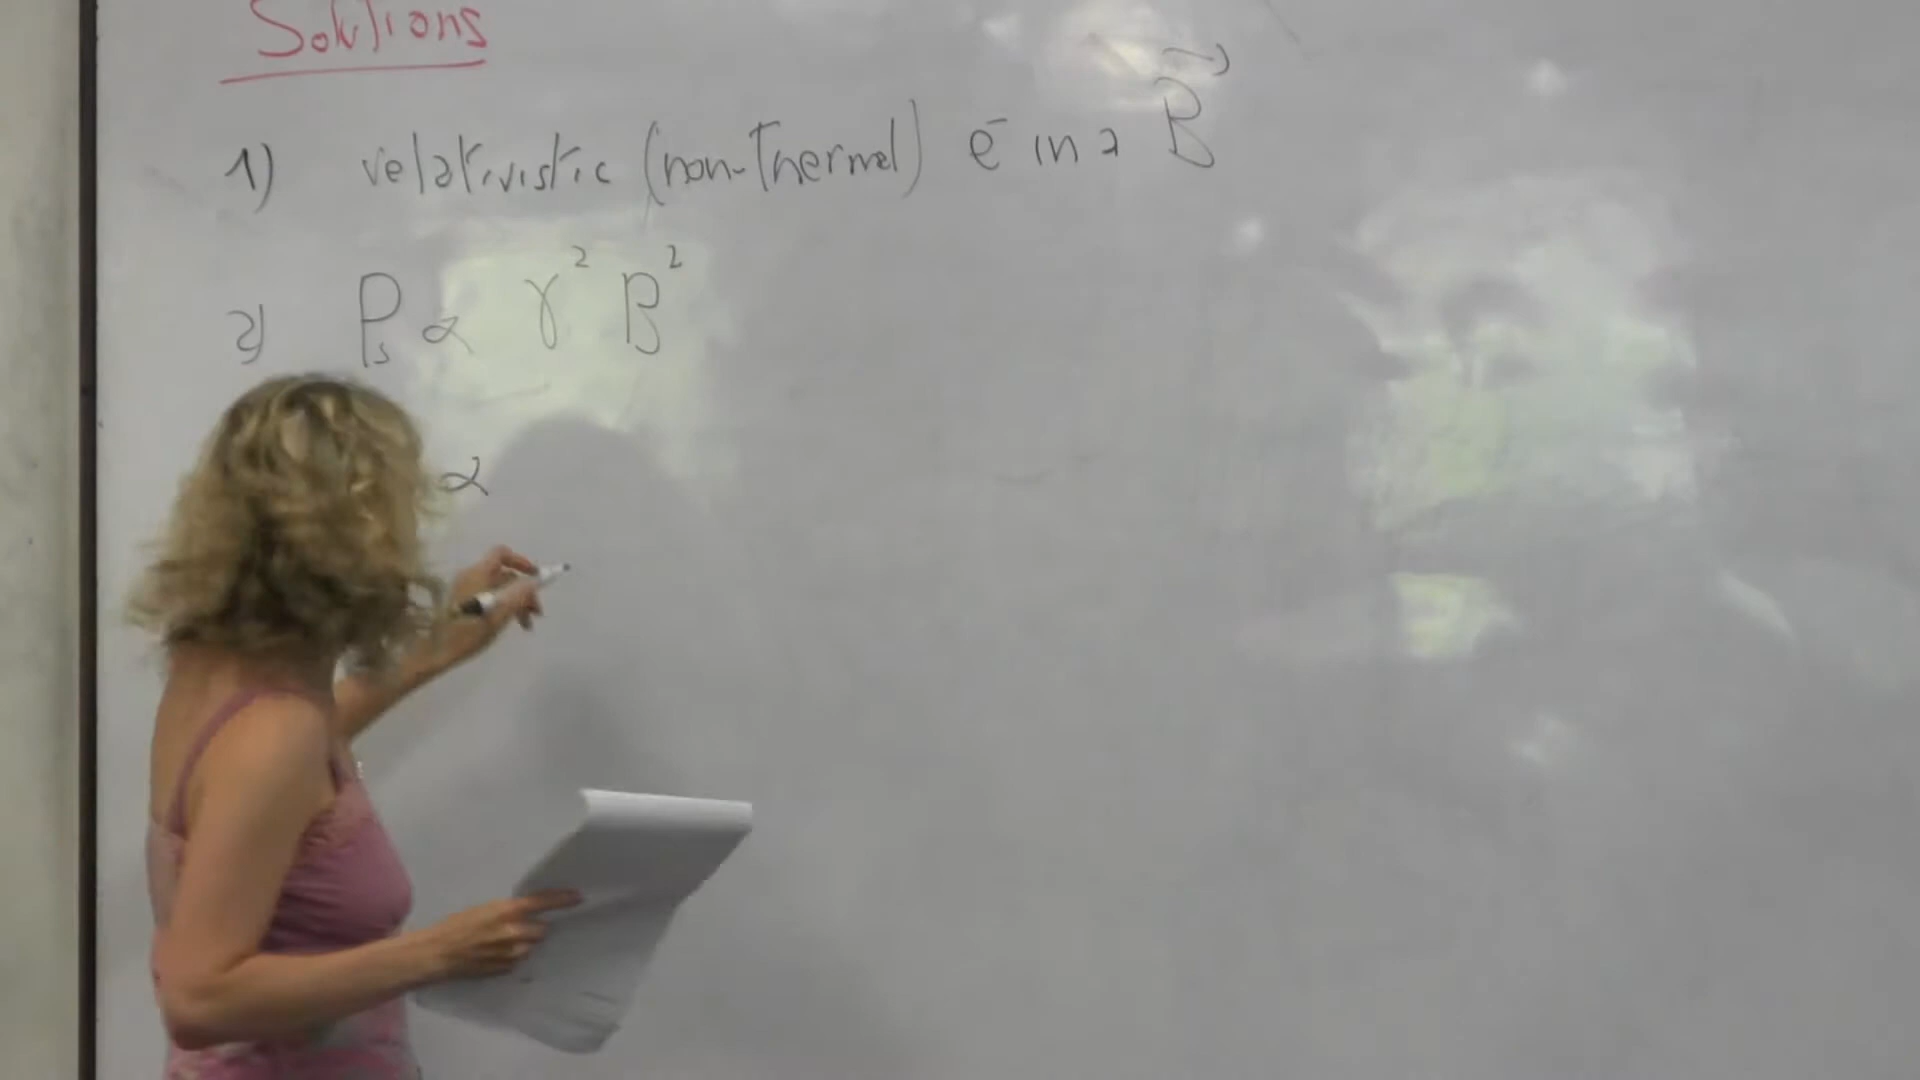 Solutions
1) relativistic (non-Thermal) e⁻ in a B⃗
2) Pₛ ∝ γ² B²
∝